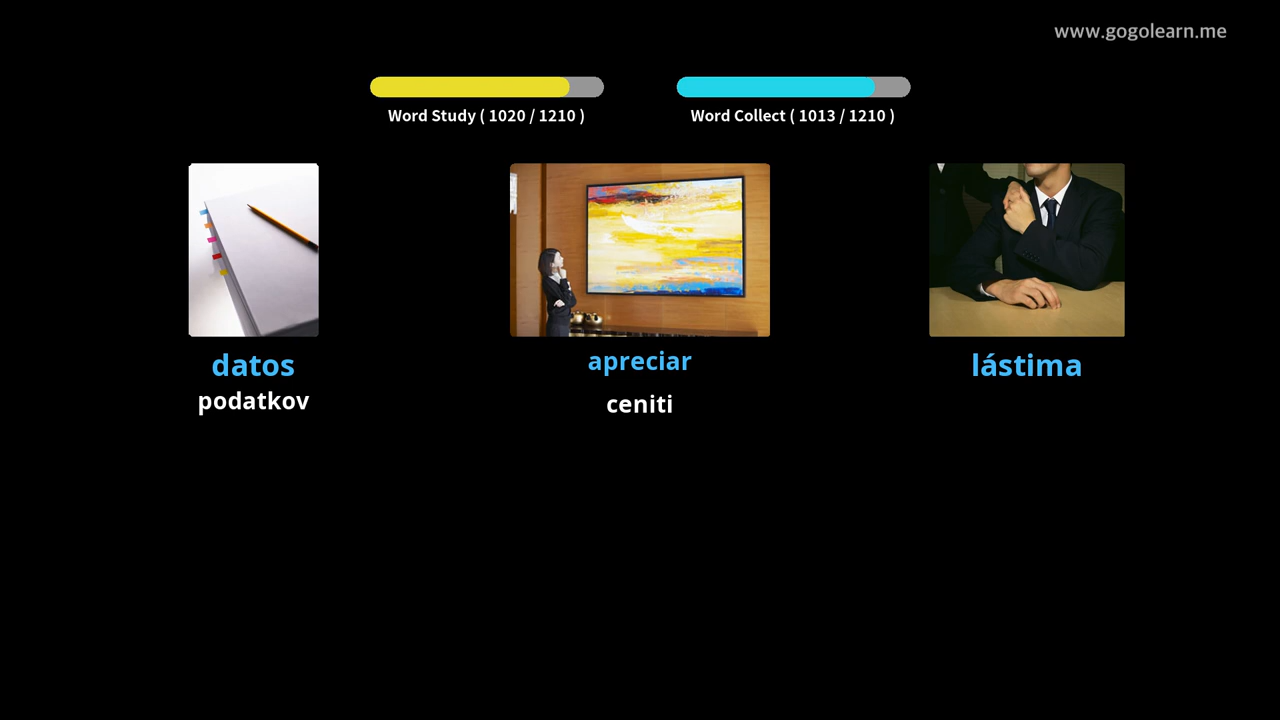 www.gogolearn.me
Word Study ( 1020 / 1210 )
Word Collect ( 1013 / 1210 )
datos
podatkov
apreciar
ceniti
lástima